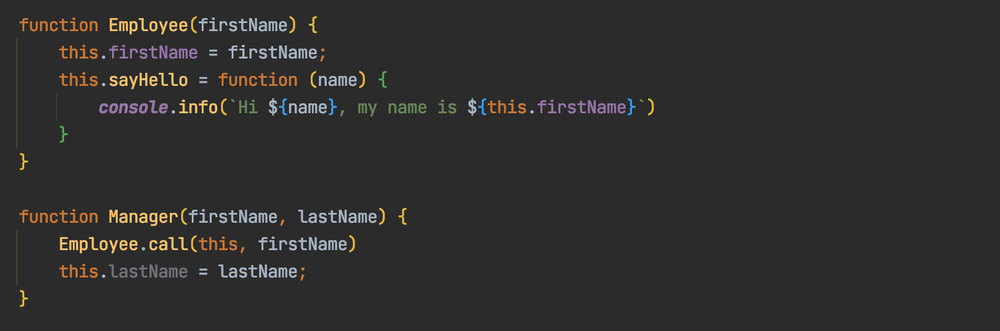 function Employee(firstName) {
    this.firstName = firstName;
    this.sayHello = function (name) {
        console.info(`Hi ${name}, my name is ${this.firstName}`)
    }
}

function Manager(firstName, lastName) {
    Employee.call(this, firstName)
    this.lastName = lastName;
}